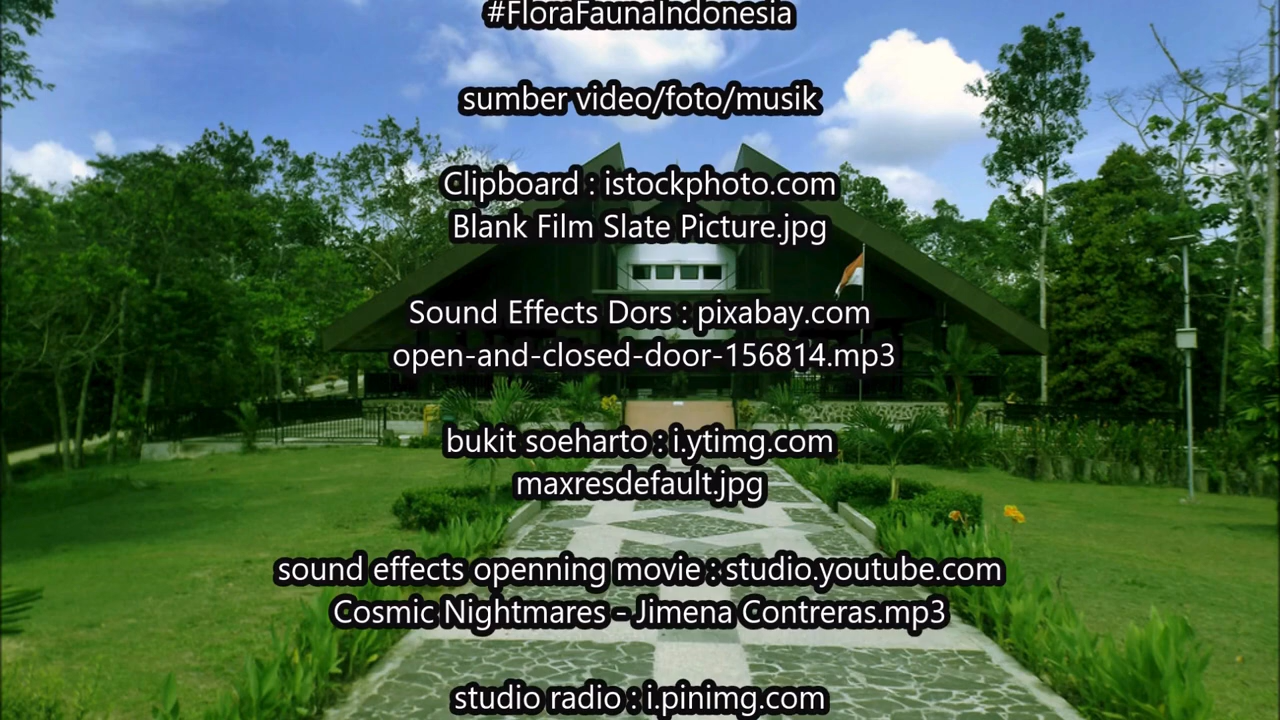 #FloraFaunaIndonesia
sumber video/foto/musik
Clipboard : istockphoto.com
Blank Film Slate Picture.jpg
Sound Effects Dors : pixabay.com
open-and-closed-door-156814.mp3
bukit soeharto : i.ytimg.com
maxresdefault.jpg
sound effects openning movie : studio.youtube.com
Cosmic Nightmares - Jimena Contreras.mp3
studio radio : i.pinimg.com